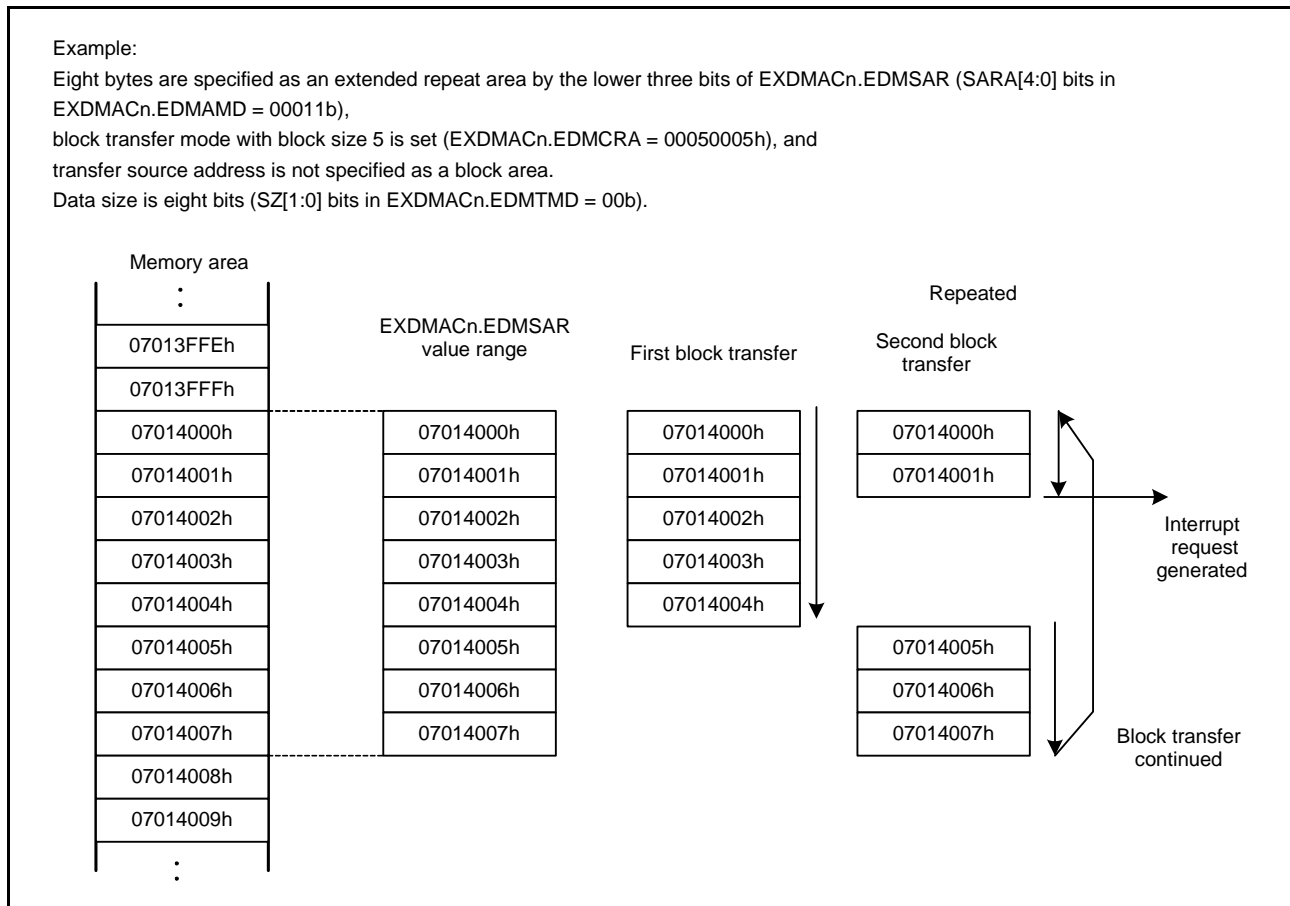 Example:
Eight bytes are specified as an extended repeat area by the lower three bits of EXDMACn.EDMSAR (SARA[4:0] bits in
EXDMACn.EDMAMD = 00011b),
block transfer mode with block size 5 is set (EXDMACn.EDMCRA = 00050005h), and
transfer source address is not specified as a block area.
Data size is eight bits (SZ[1:0] bits in EXDMACn.EDMTMD = 00b).
Memory area
:
07013FFEh
07013FFFh
07014000h
07014001h
07014002h
07014003h
07014004h
07014005h
07014006h
07014007h
07014008h
07014009h
:
EXDMACn.EDMSAR
value range
07014000h
07014001h
07014002h
07014003h
07014004h
07014005h
07014006h
07014007h
First block transfer
07014000h
07014001h
07014002h
07014003h
07014004h
Repeated
Second block
transfer
07014000h
07014001h
07014005h
07014006h
07014007h
Interrupt
request
generated
Block transfer
continued